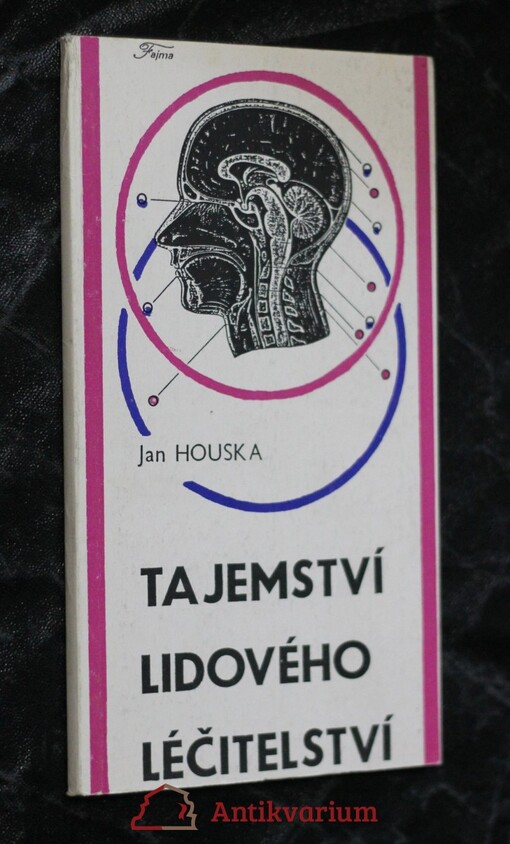 Fajma
Jan HOUSKA
TAJEMSTVÍ
LIDOVÉHO
LÉČITELSTVÍ
Antikvarium